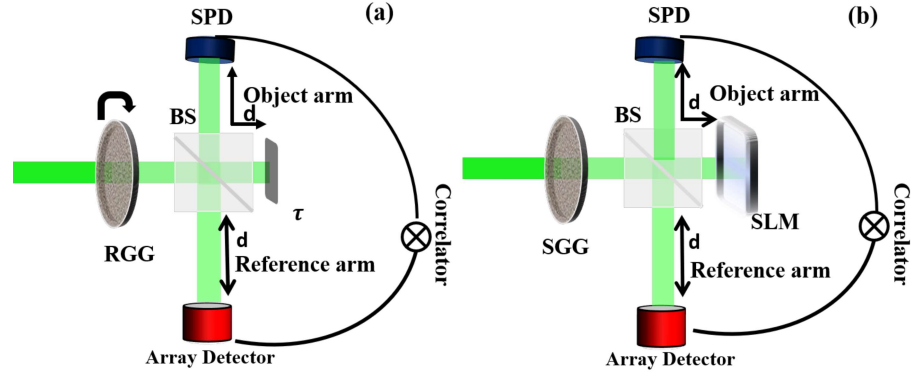 (a)
SPD
Object arm
d
BS
τ
RGG
d
Reference arm
Array Detector
Correlator
(b)
SPD
Object arm
d
BS
SLM
SGG
d
Reference arm
Array Detector
Correlator